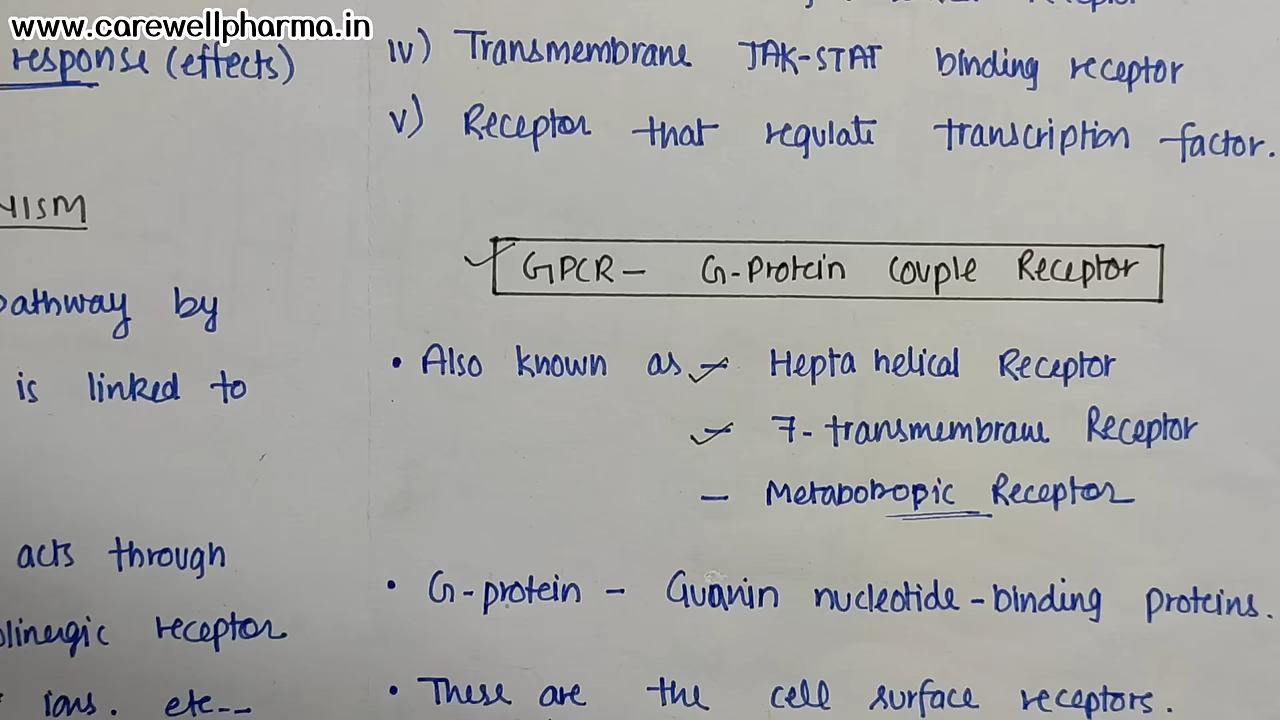 www.carewellpharma.in
response (effects)
pathway by
is linked to
acts through
receptor
ions. etc--
iv) Transmembrane JAK-STAT binding receptor
v) Receptor that regulate transcription factor.
GPCR - G-Protein Couple Receptor
• Also known as Hepta helical Receptor
7-transmembrane Receptor
- Metabotropic Receptor
• G-protein - Guanin nucleotide-binding proteins.
• These are the cell surface receptors.